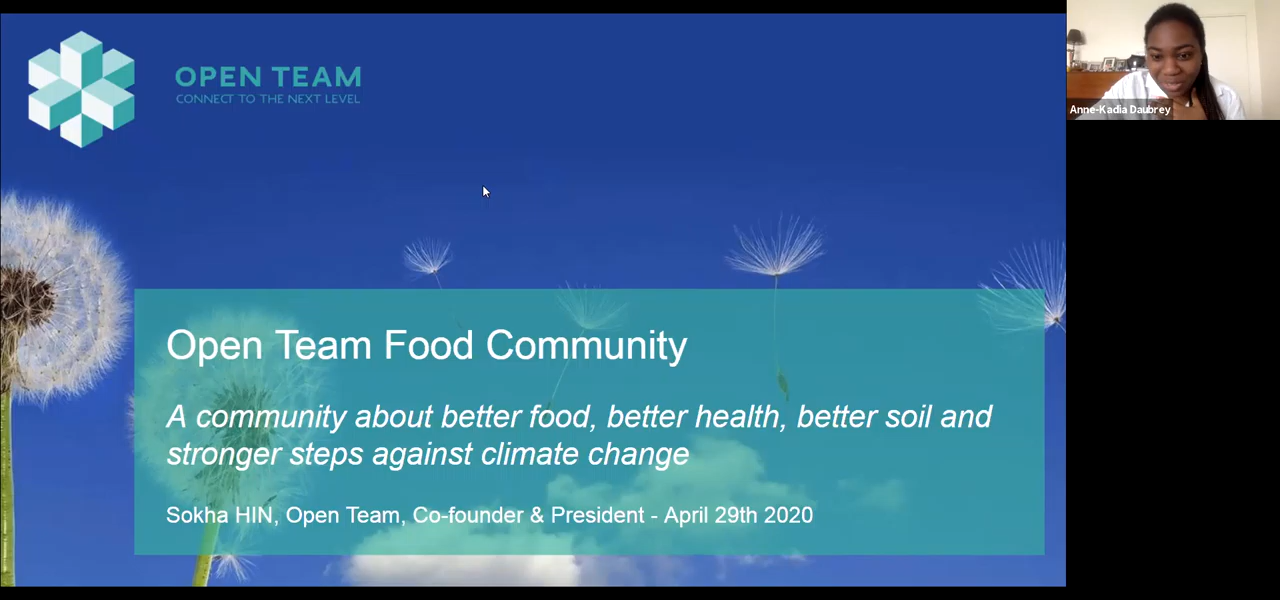 OPEN TEAM
CONNECT TO THE NEXT LEVEL
Anne-Kadia Daubrey
Open Team Food Community
A community about better food, better health, better soil and
stronger steps against climate change
Sokha HIN, Open Team, Co-founder & President - April 29th 2020